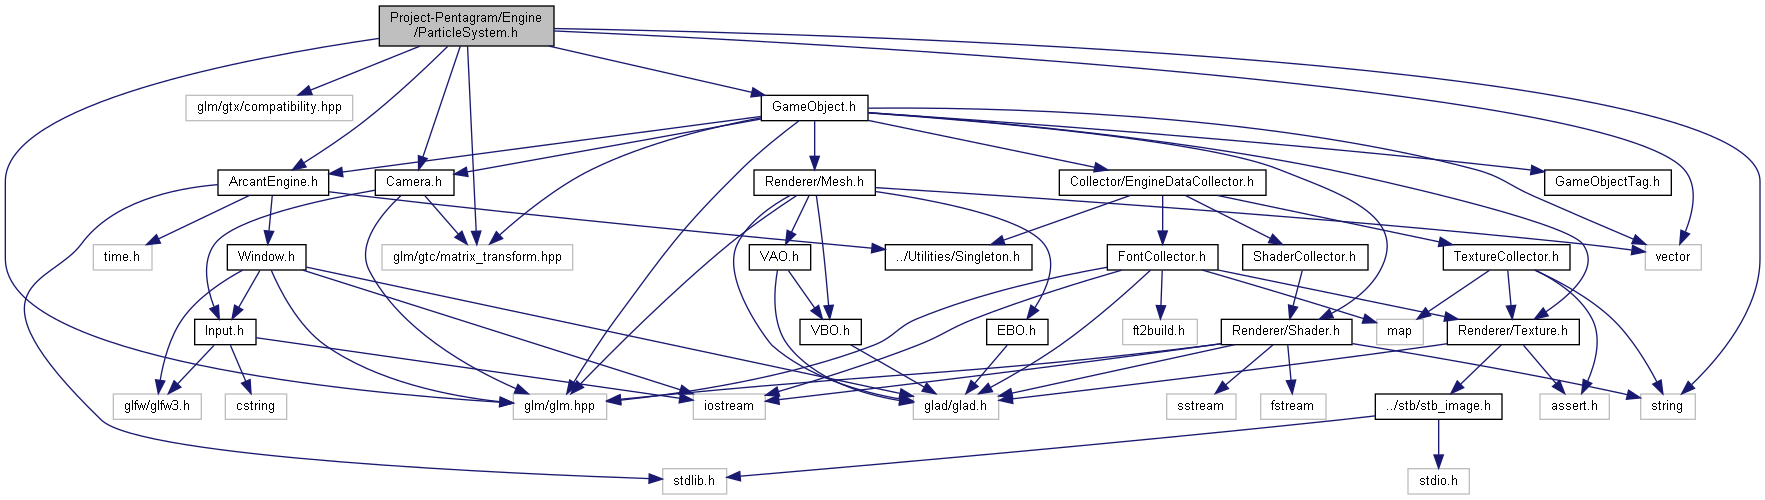 Project-Pentagram/Engine
/ParticleSystem.h
glm/gtx/compatibility.hpp
GameObject.h
ArcantEngine.h
Camera.h
Renderer/Mesh.h
Collector/EngineDataCollector.h
GameObjectTag.h
time.h
Window.h
glm/gtc/matrix_transform.hpp
VAO.h
../Utilities/Singleton.h
FontCollector.h
ShaderCollector.h
TextureCollector.h
vector
Input.h
VBO.h
EBO.h
ft2build.h
Renderer/Shader.h
map
Renderer/Texture.h
glfw/glfw3.h
cstring
glm/glm.hpp
iostream
glad/glad.h
sstream
fstream
../stb/stb_image.h
assert.h
string
stdlib.h
stdio.h